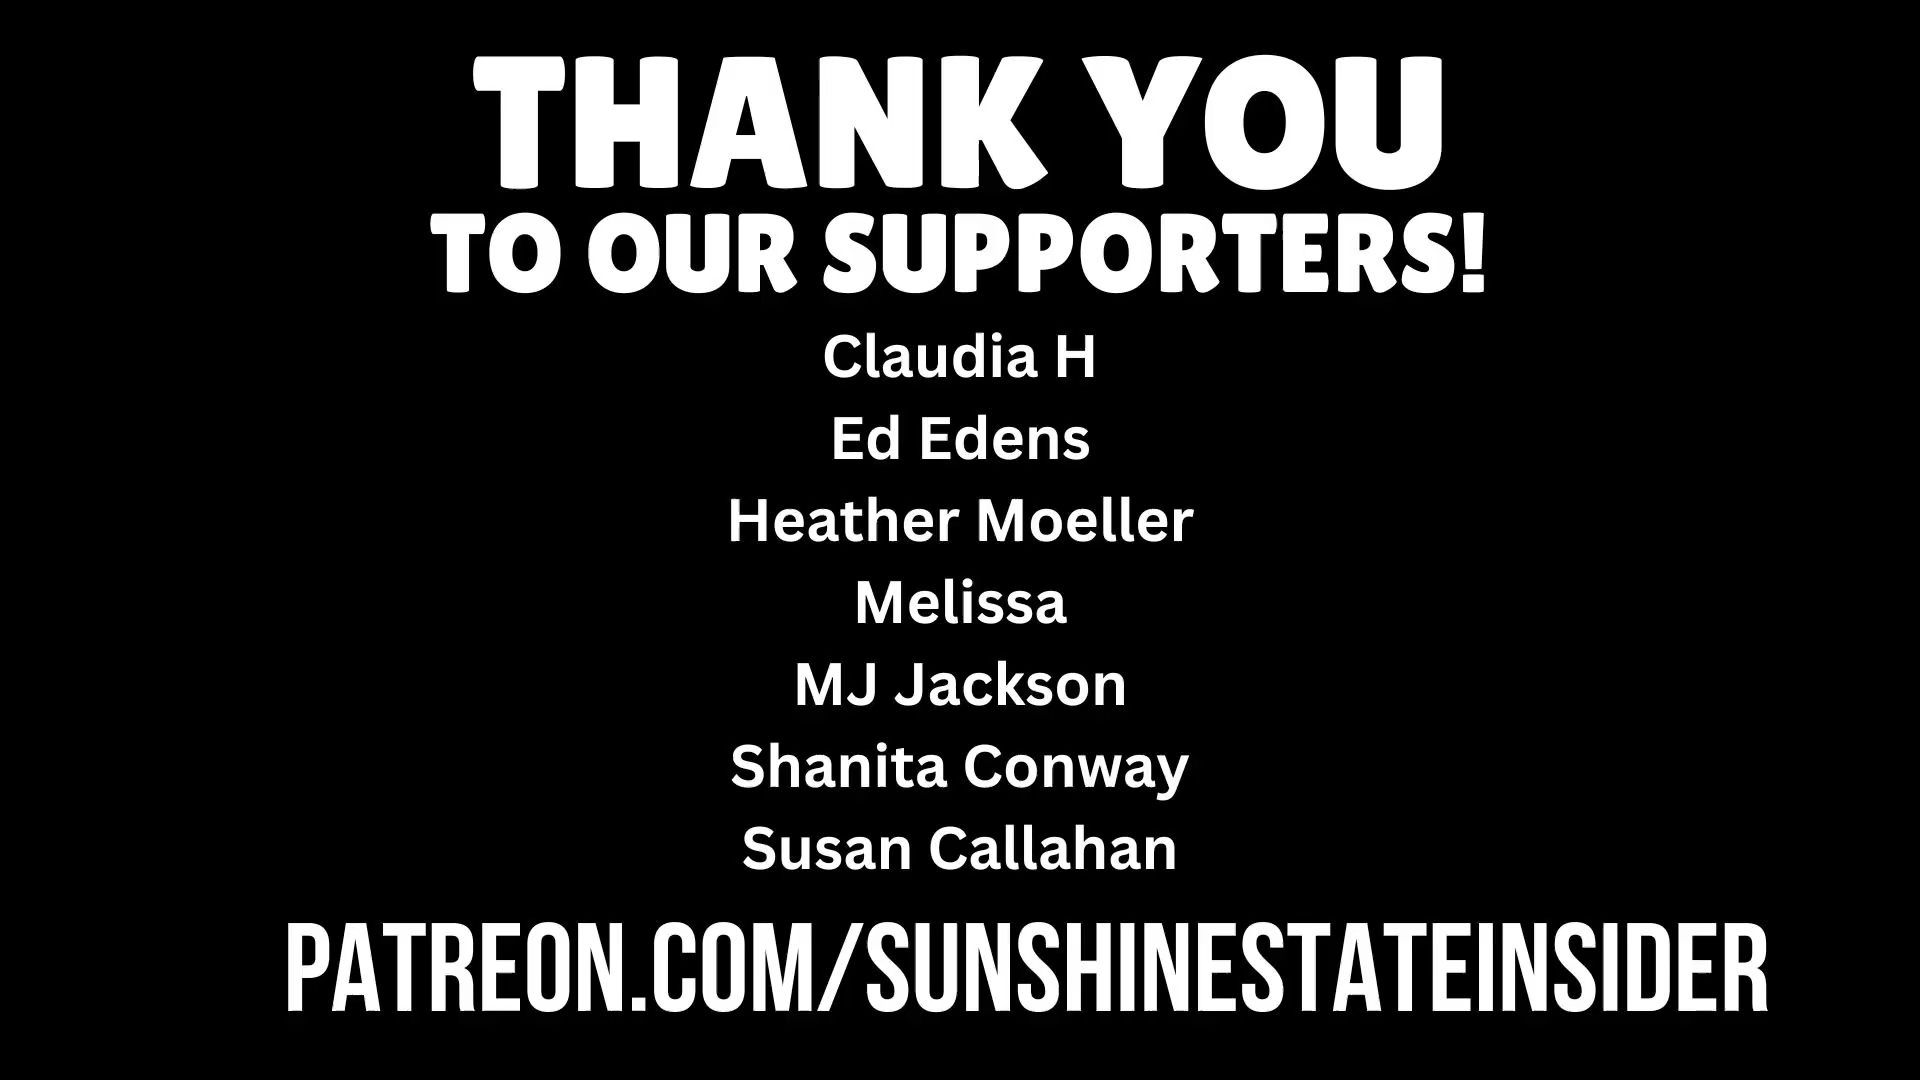 THANK YOU
TO OUR SUPPORTERS!
Claudia H
Ed Edens
Heather Moeller
Melissa
MJ Jackson
Shanita Conway
Susan Callahan
PATREON.COM/SUNSHINESTATEINSIDER